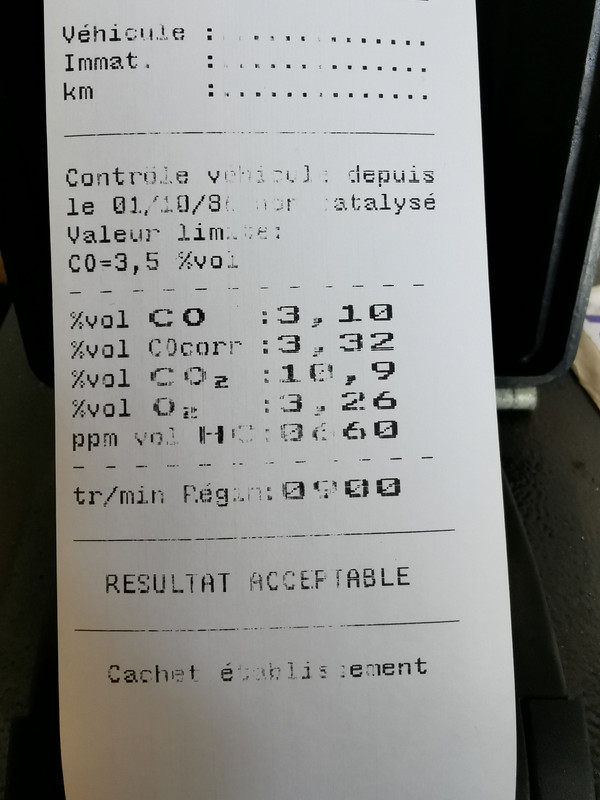 Véhicule :..............
Immat.   :..............
km       :..............
Contrôle véhicule depuis
le 01/10/86 non catalysé
Valeur limite:
CO=3,5 %vol
%vol CO   :3,10
%vol COcorr :3,32
%vol CO₂  :10,9
%vol O₂   :3,26
ppm vol HC:0660
tr/min Régim:0900
RESULTAT ACCEPTABLE
Cachet établissement